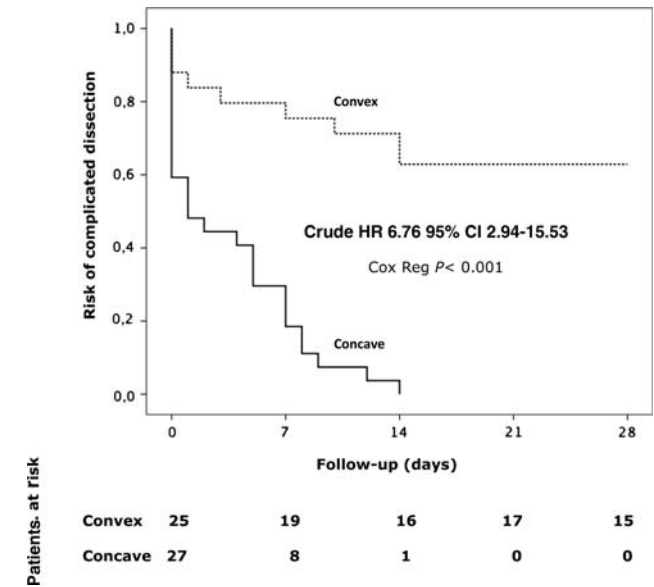 1,0
0,8
0,6
0,4
0,2
0,0
Risk of complicated dissection
Convex
Crude HR 6.76 95% CI 2.94-15.53
Cox Reg P< 0.001
Concave
0 7 14 21 28
Follow-up (days)
Patients. at risk
Convex 25 19 16 17 15
Concave 27 8 1 0 0